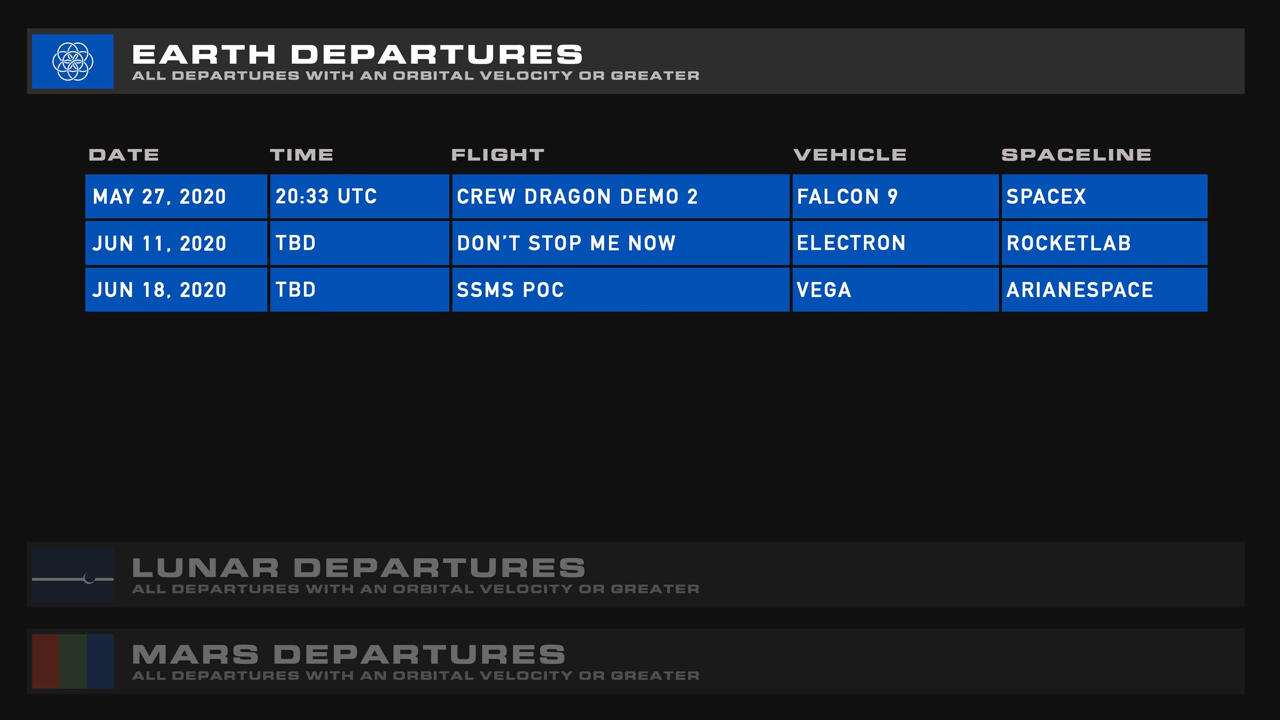 EARTH DEPARTURES
ALL DEPARTURES WITH AN ORBITAL VELOCITY OR GREATER
DATE TIME FLIGHT VEHICLE SPACELINE
MAY 27, 2020 20:33 UTC CREW DRAGON DEMO 2 FALCON 9 SPACEX
JUN 11, 2020 TBD DON'T STOP ME NOW ELECTRON ROCKETLAB
JUN 18, 2020 TBD SSMS POC VEGA ARIANESPACE
LUNAR DEPARTURES
ALL DEPARTURES WITH AN ORBITAL VELOCITY OR GREATER
MARS DEPARTURES
ALL DEPARTURES WITH AN ORBITAL VELOCITY OR GREATER